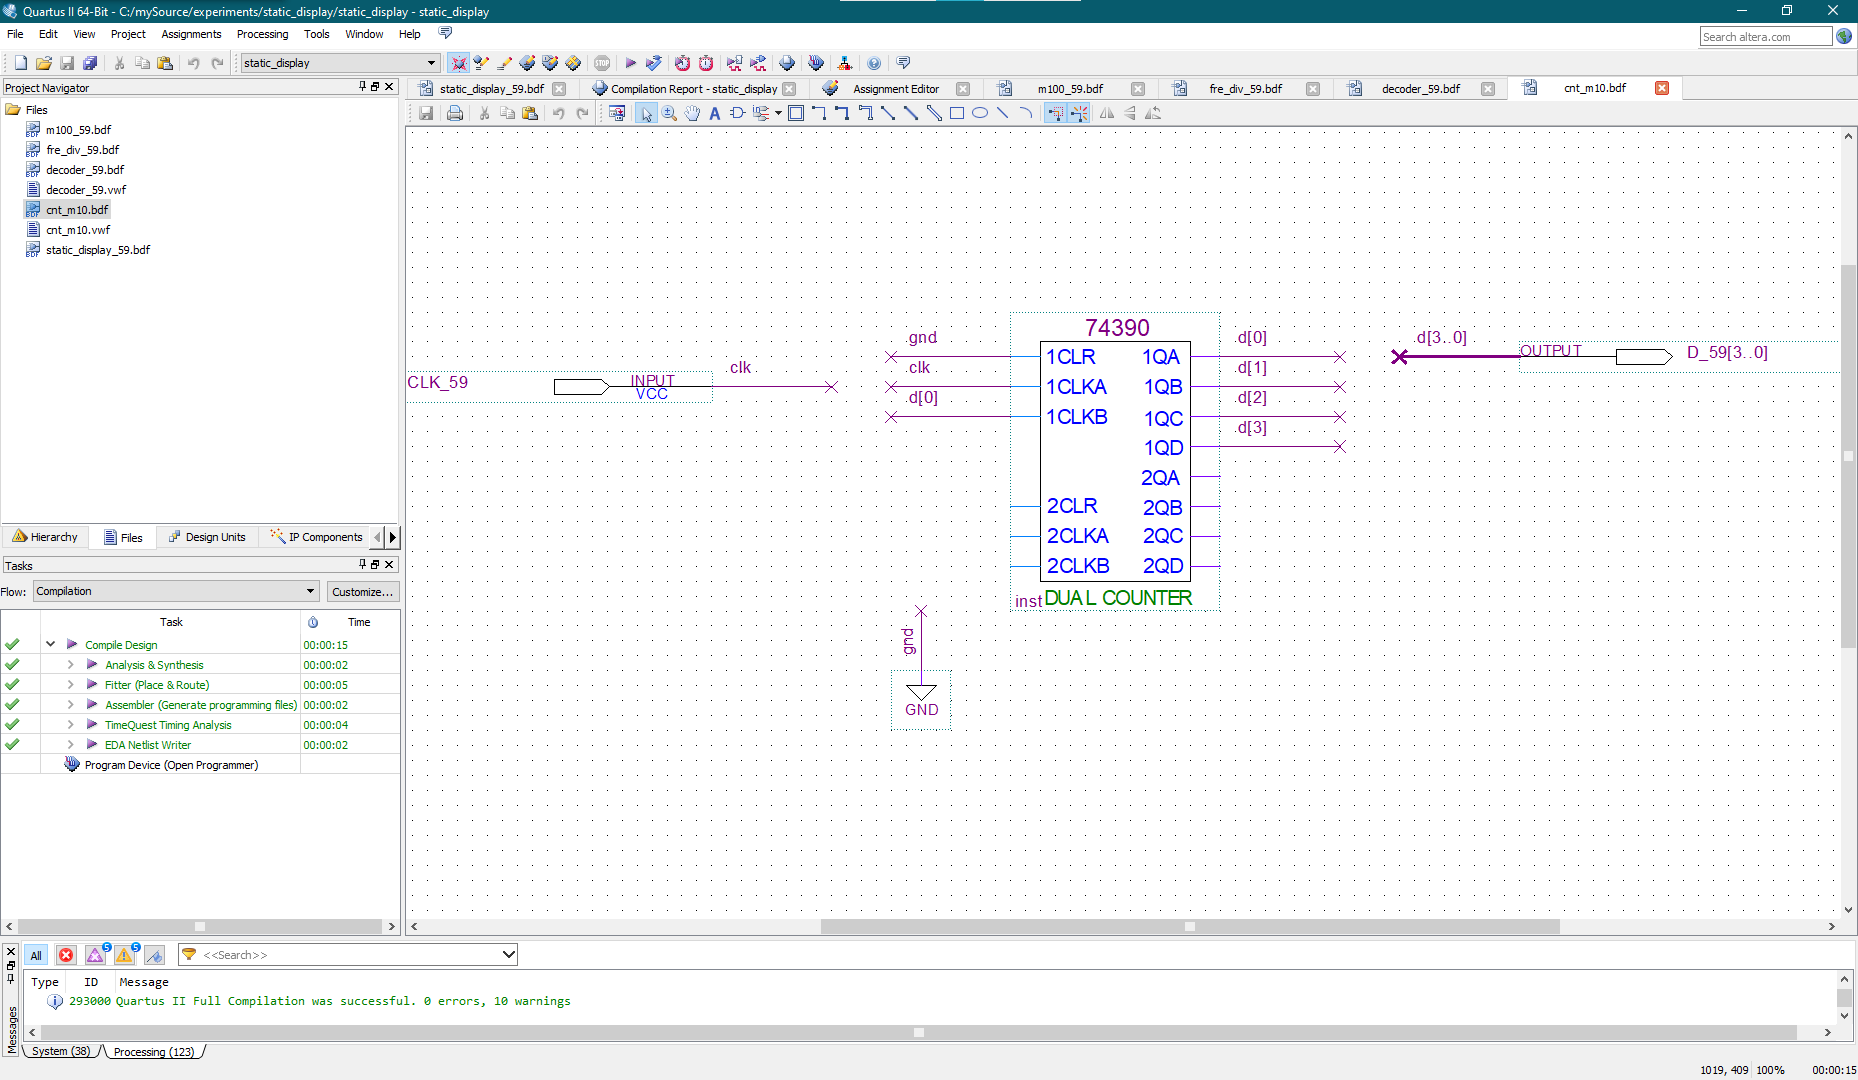 Quartus II 64-Bit - C:/mySource/experiments/static_display/static_display - static_display
File Edit View Project Assignments Processing Tools Window Help
Search altera.com
static_display
STOP
Project Navigator
Files
m100_59.bdf
fre_div_59.bdf
decoder_59.bdf
decoder_59.vwf
cnt_m10.bdf
cnt_m10.vwf
static_display_59.bdf
Hierarchy Files Design Units IP Components
Tasks
Flow: Compilation Customize...
Task Time
Compile Design 00:00:15
Analysis & Synthesis 00:00:02
Fitter (Place & Route) 00:00:05
Assembler (Generate programming files) 00:00:02
TimeQuest Timing Analysis 00:00:04
EDA Netlist Writer 00:00:02
Program Device (Open Programmer)
static_display_59.bdf Compilation Report - static_display Assignment Editor m100_59.bdf fre_div_59.bdf decoder_59.bdf cnt_m10.bdf
74390
gnd 1CLR 1QA d[0]
clk 1CLKA 1QB d[1]
d[0] 1CLKB 1QC d[2]
1QD d[3]
2QA
2CLR 2QB
2CLKA 2QC
2CLKB 2QD
inst DUAL COUNTER
CLK_59 INPUT clk
VCC
d[3..0] OUTPUT D_59[3..0]
gnd
GND
All 5 5 <<Search>>
Type ID Message
293000 Quartus II Full Compilation was successful. 0 errors, 10 warnings
Messages
System (38) Processing (123)
1019, 409 100% 00:00:15